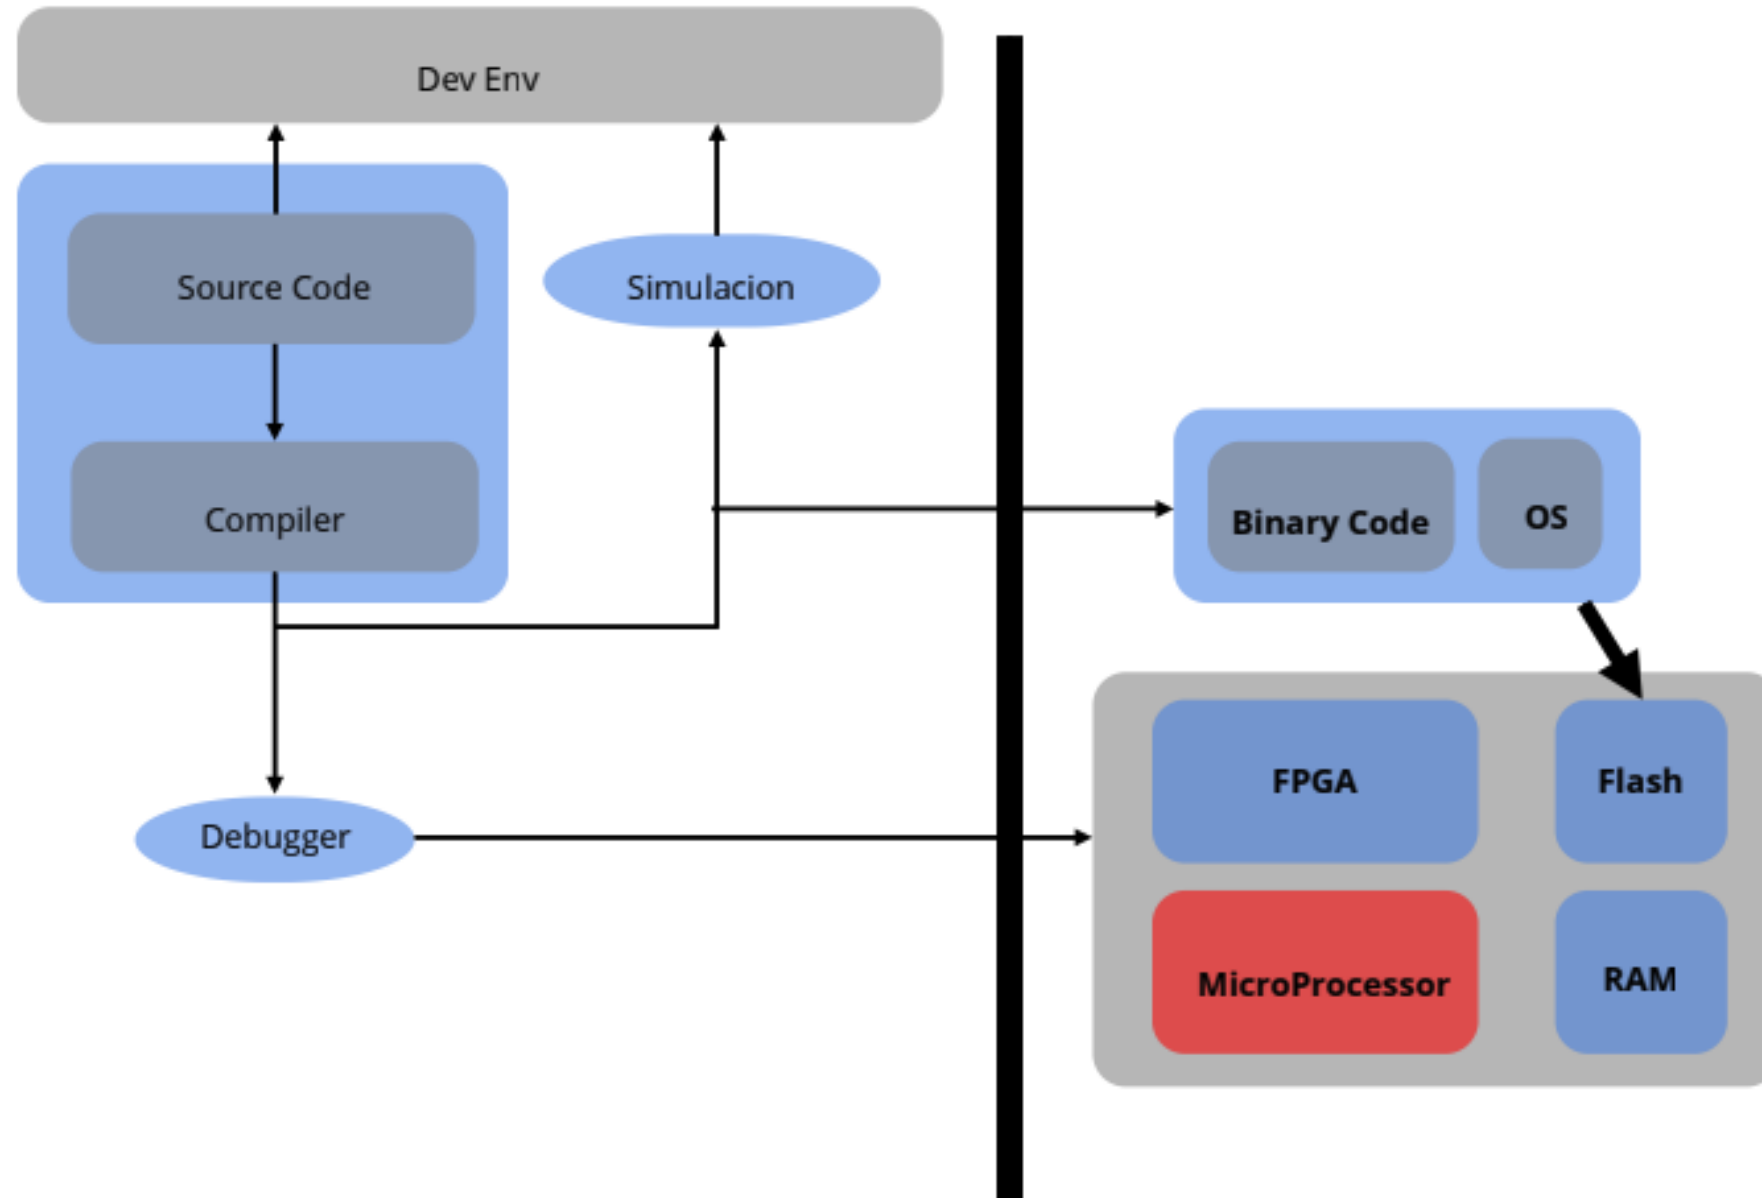 Dev Env
Source Code
Simulacion
Compiler
Binary Code
OS
Debugger
FPGA
Flash
MicroProcessor
RAM